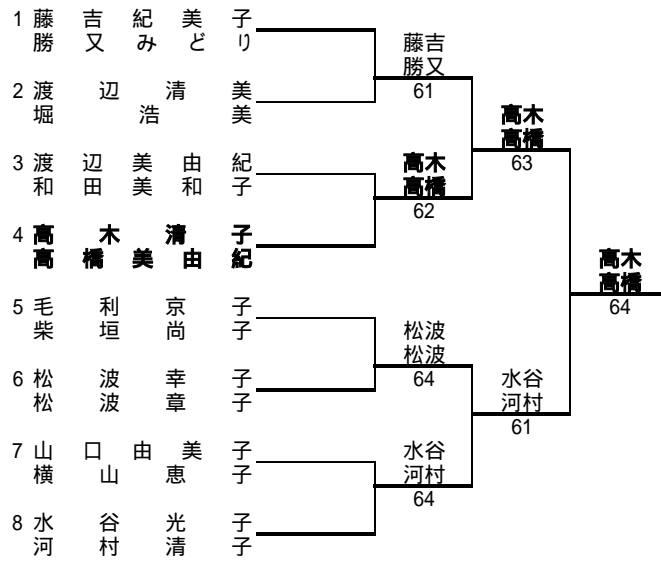 1 藤吉紀美子
勝又みどり
2 渡辺清美
堀浩美
3 渡辺美由紀
和田美和子
4 高木清子
高橋美由紀
5 毛利京子
柴垣尚子
6 松波幸子
松波章子
7 山口由美子
横山恵子
8 水谷光子
河村清子
藤吉
勝又
61
高木
高橋
62
松波
松波
64
水谷
河村
64
高木
高橋
63
水谷
河村
61
高木
高橋
64